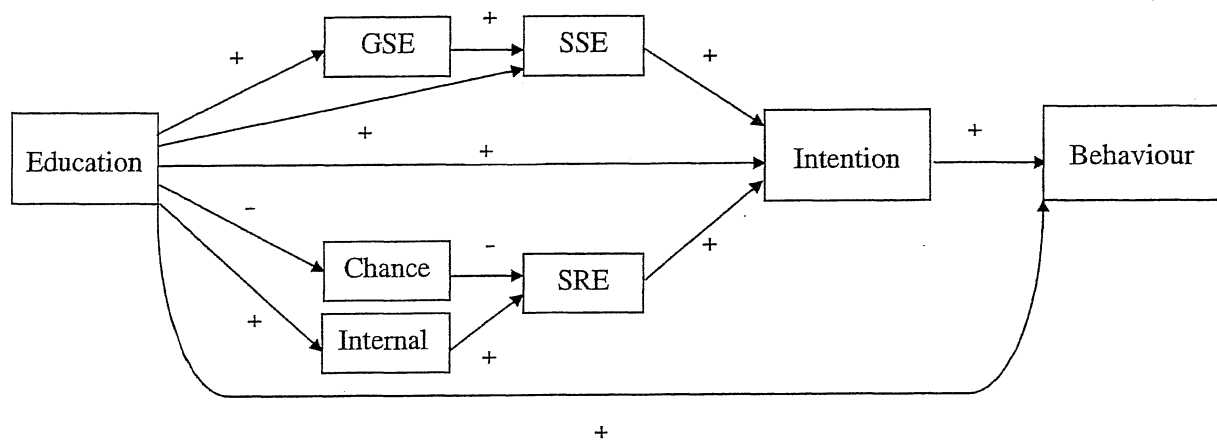 +
GSE
SSE
+
+
+
Education
+
Intention
+
Behaviour
-
Chance
-
SRE
+
+
Internal
+
+